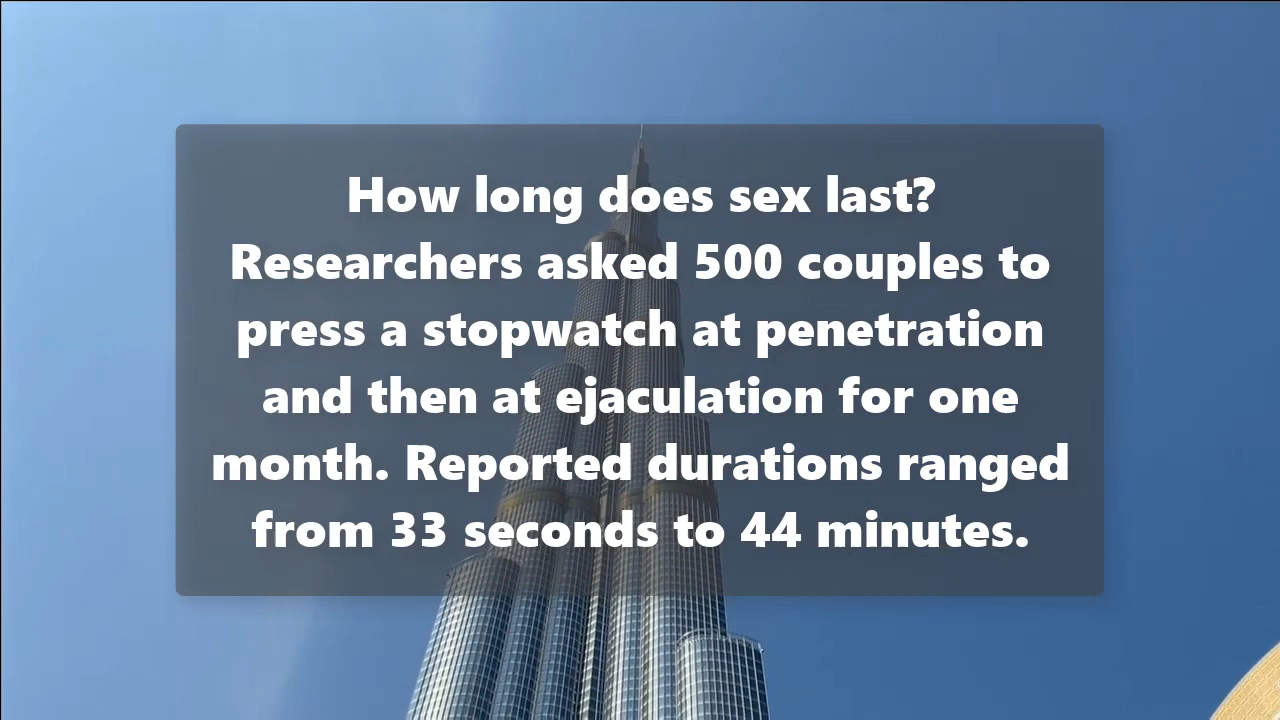 How long does sex last?
Researchers asked 500 couples to
press a stopwatch at penetration
and then at ejaculation for one
month. Reported durations ranged
from 33 seconds to 44 minutes.